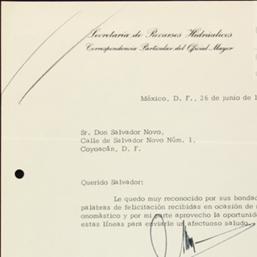 Secretaría de Recursos Hidráulicos
Correspondencia Particular del Oficial Mayor
México, D. F., 26 de junio de 1
Sr. Don Salvador Novo,
Calle de Salvador Novo Núm. 1,
Coyoacán, D. F.
Querido Salvador:
Le quedo muy reconocido por sus bondad
palabras de felicitación recibidas en ocasión de
onomástico y por mi parte aprovecho la oportunida
estas líneas para enviarle un afectuoso saludo.